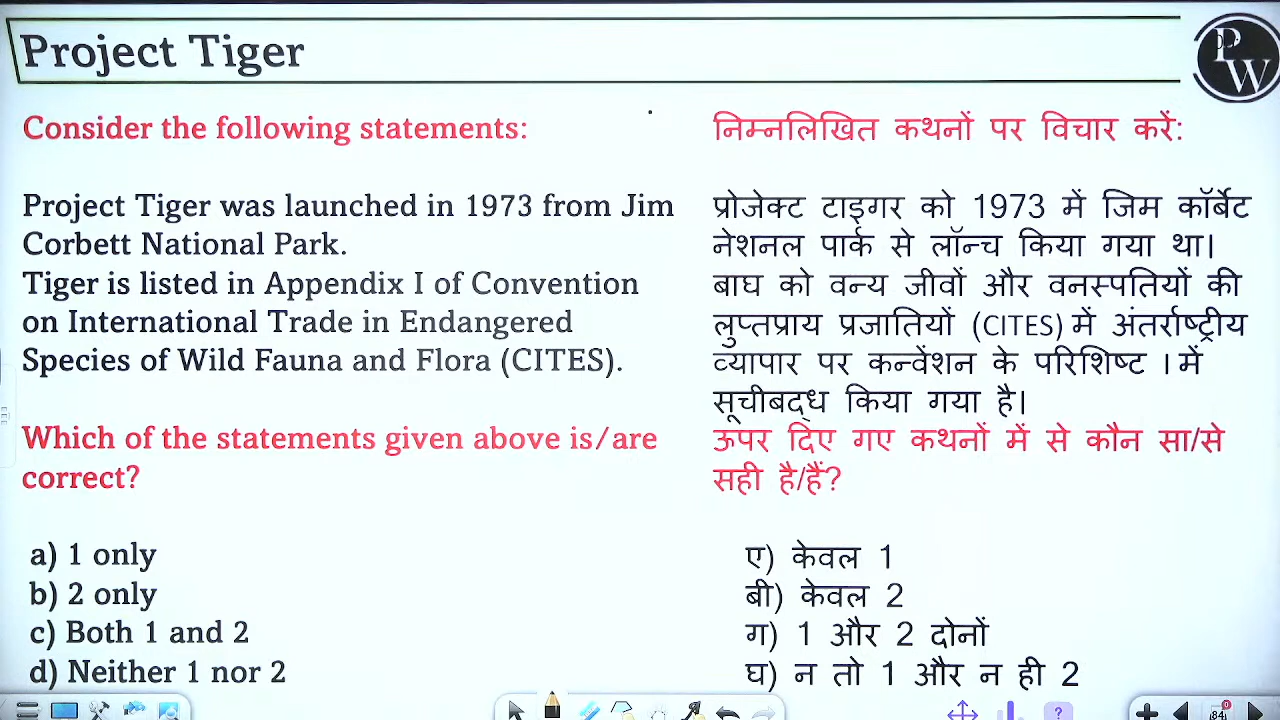 Project Tiger
PW
Consider the following statements:
Project Tiger was launched in 1973 from Jim
Corbett National Park.
Tiger is listed in Appendix I of Convention
on International Trade in Endangered
Species of Wild Fauna and Flora (CITES).
Which of the statements given above is/are
correct?
a) 1 only
b) 2 only
c) Both 1 and 2
d) Neither 1 nor 2
निम्नलिखित कथनों पर विचार करें:
प्रोजेक्ट टाइगर को 1973 में जिम कॉर्बेट
नेशनल पार्क से लॉन्च किया गया था।
बाघ को वन्य जीवों और वनस्पतियों की
लुप्तप्राय प्रजातियों (CITES) में अंतर्राष्ट्रीय
व्यापार पर कन्वेंशन के परिशिष्ट । में
सूचीबद्ध किया गया है।
ऊपर दिए गए कथनों में से कौन सा/से
सही है/हैं?
ए) केवल 1
बी) केवल 2
ग) 1 और 2 दोनों
घ) न तो 1 और न ही 2